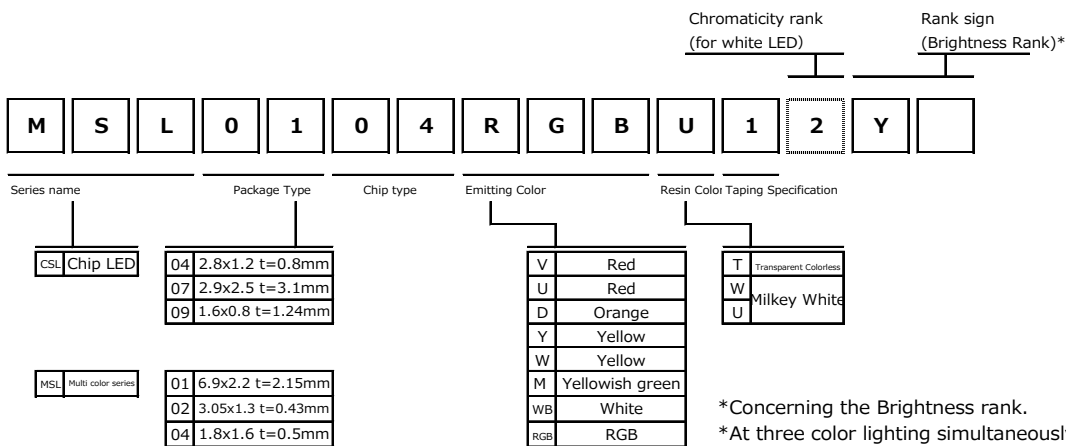 Chromaticity rank
(for white LED)
Rank sign
(Brightness Rank)*
M S L 0 1 0 4 R G B U 1 2 Y
Series name
Package Type
Chip type
Emitting Color
Resin Color
Taping Specification
CSL Chip LED
04 2.8x1.2 t=0.8mm
07 2.9x2.5 t=3.1mm
09 1.6x0.8 t=1.24mm
MSL Multi color series
01 6.9x2.2 t=2.15mm
02 3.05x1.3 t=0.43mm
04 1.8x1.6 t=0.5mm
V Red
U Red
D Orange
Y Yellow
W Yellow
M Yellowish green
WB White
RGB RGB
T Transparent Colorless
W Milkey White
U
*Concerning the Brightness rank.
*At three color lighting simultaneously